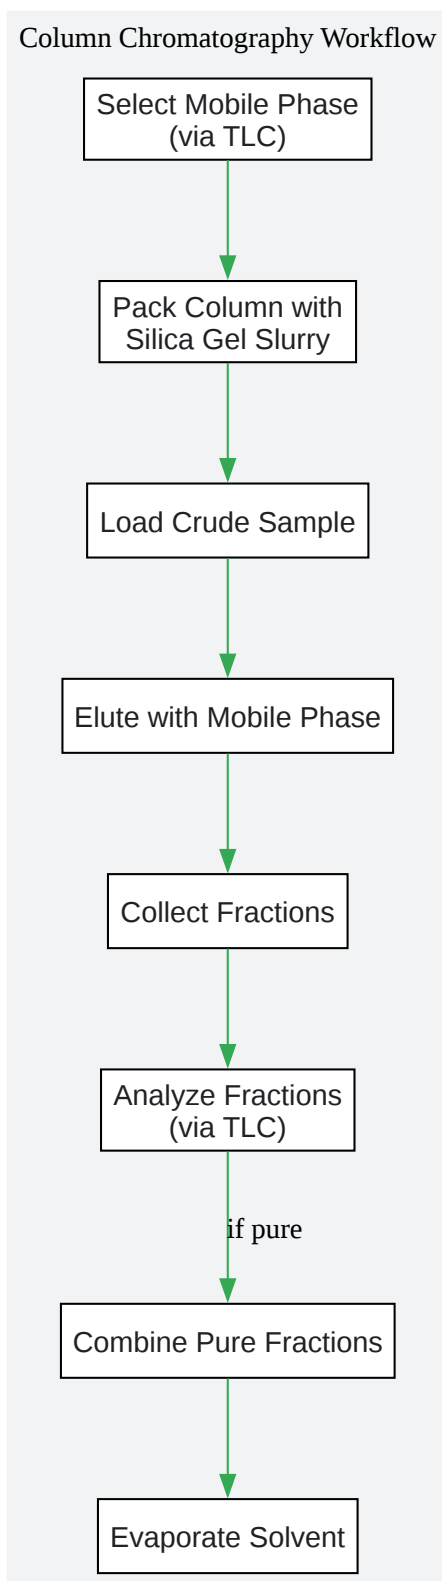 Column Chromatography Workflow
Select Mobile Phase
(via TLC)
Pack Column with
Silica Gel Slurry
Load Crude Sample
Elute with Mobile Phase
Collect Fractions
Analyze Fractions
(via TLC)
if pure
Combine Pure Fractions
Evaporate Solvent